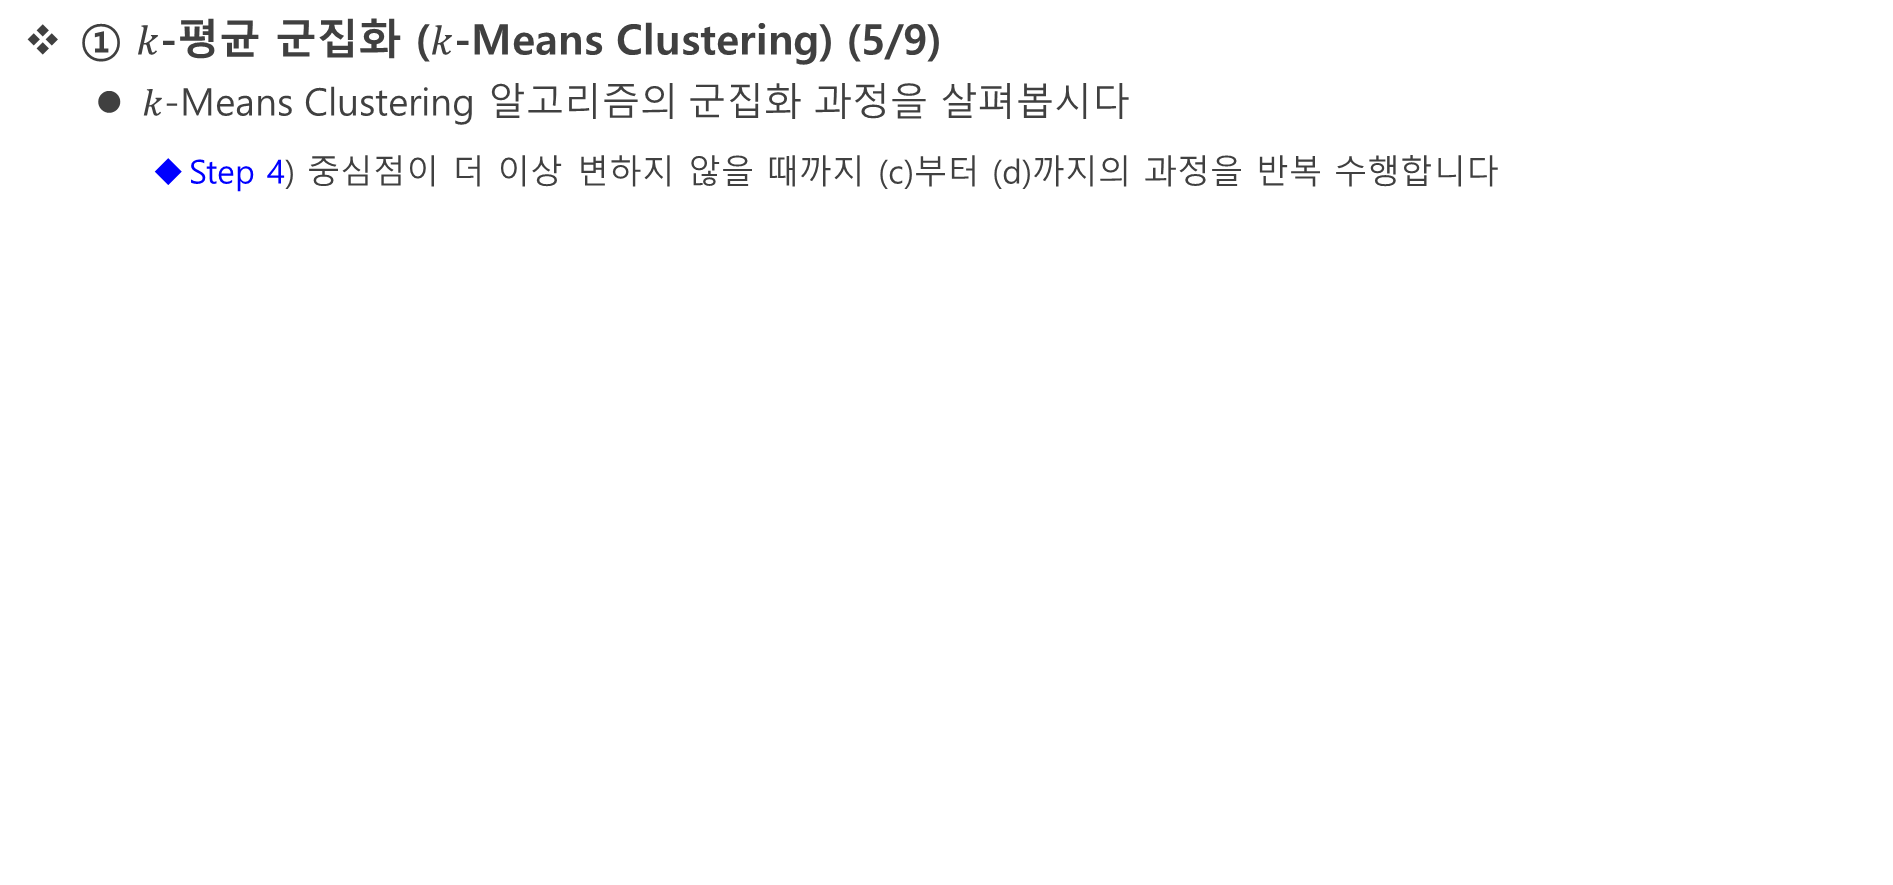 ❖ ① k-평균 군집화 (k-Means Clustering) (5/9)
● k-Means Clustering 알고리즘의 군집화 과정을 살펴봅시다
◆ Step 4) 중심점이 더 이상 변하지 않을 때까지 (c)부터 (d)까지의 과정을 반복 수행합니다